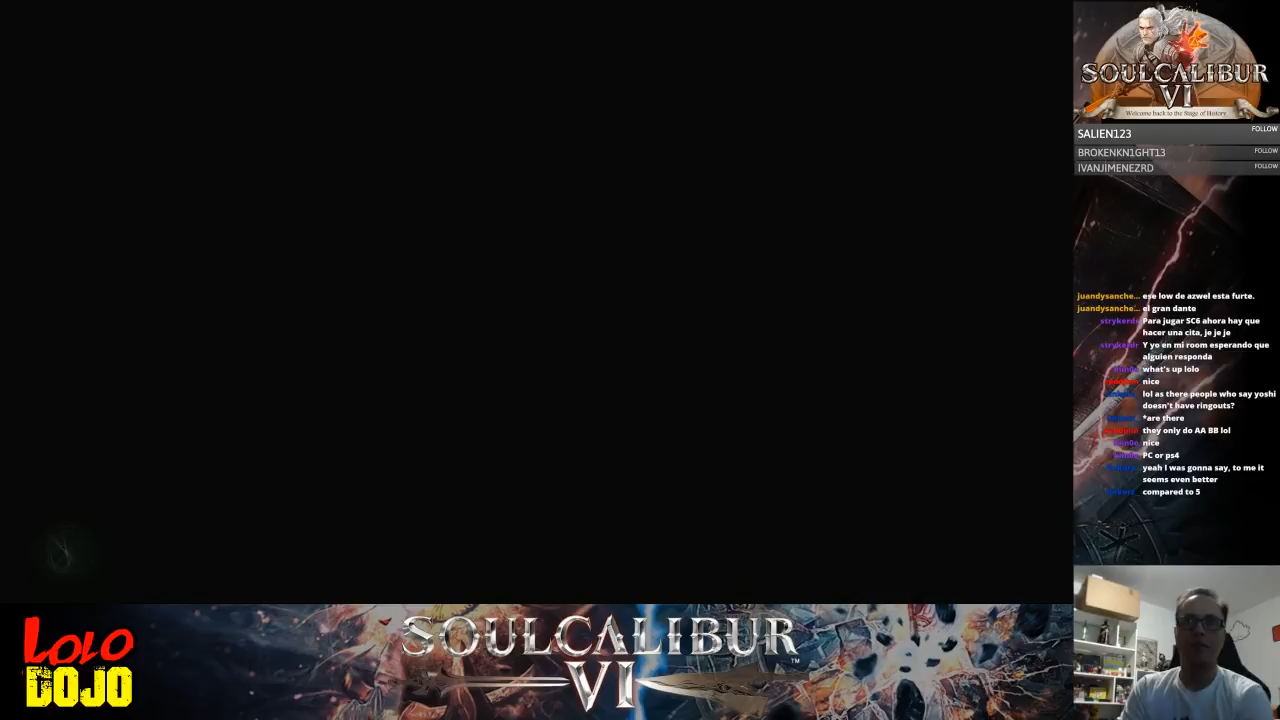 SOULCALIBUR
VI
Welcome back to the Stage of History.
SALIEN123 FOLLOW
BROKENKN1GHT13 FOLLOW
IVANJIMENEZRD FOLLOW
juandysanche... ese low de azwel esta furte.
juandysanche... el gran dante
Para jugar SC6 ahora hay que
hacer una cita, je je je
Y yo en mi room esperando que
alguien responda
what's up lolo
nice
lol as there people who say yoshi
doesn't have ringouts?
*are there
they only do AA BB lol
nice
PC or ps4
yeah I was gonna say, to me it
seems even better
compared to 5
LOLO
DOJO
SOULCALIBUR
VI
TM